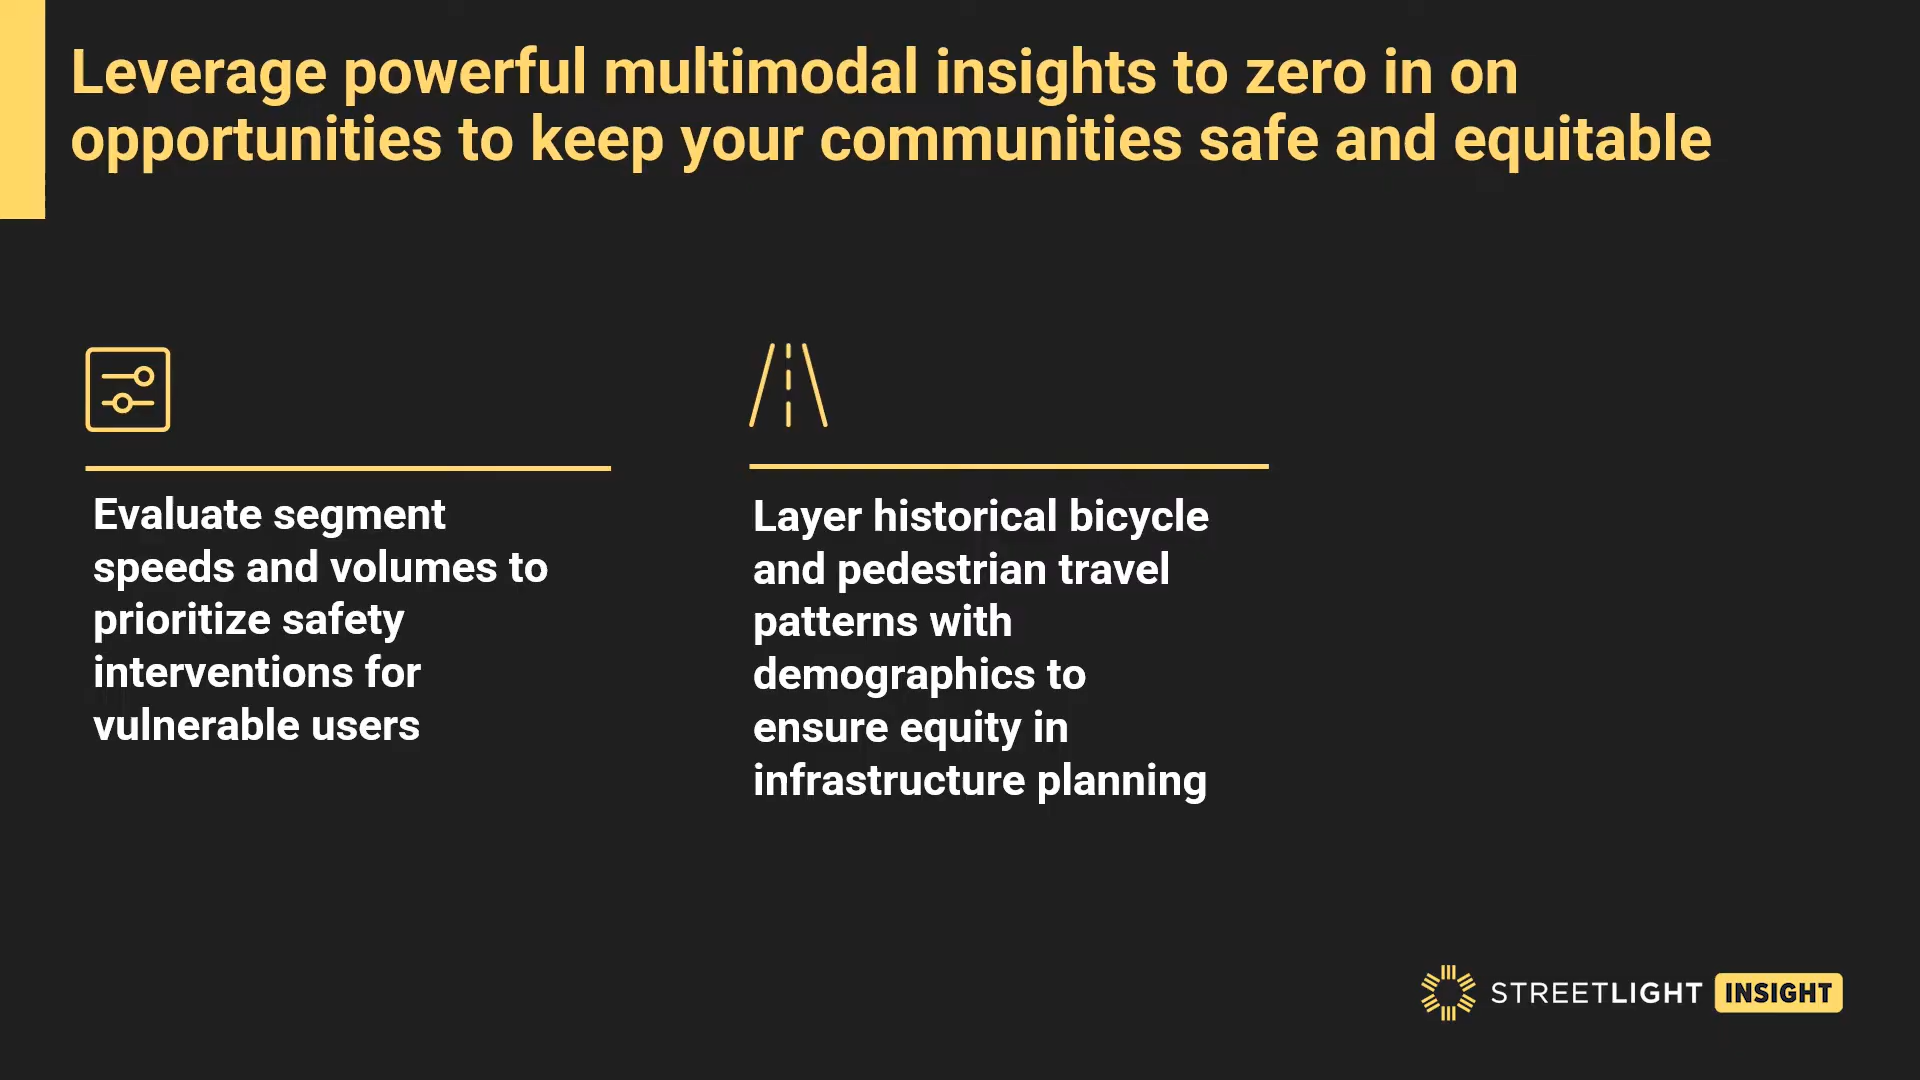 Leverage powerful multimodal insights to zero in on
opportunities to keep your communities safe and equitable
Evaluate segment
speeds and volumes to
prioritize safety
interventions for
vulnerable users
Layer historical bicycle
and pedestrian travel
patterns with
demographics to
ensure equity in
infrastructure planning
STREETLIGHT INSIGHT